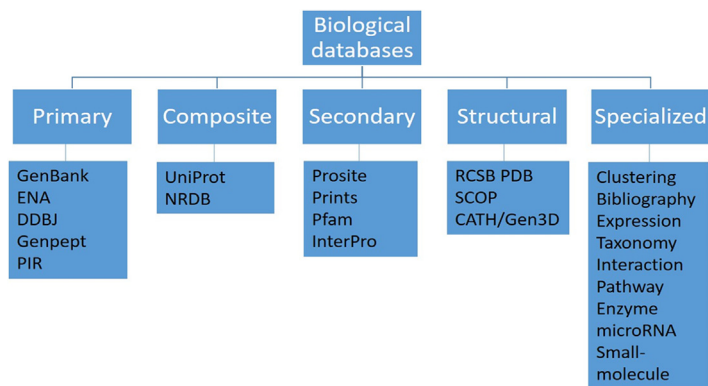 Biological
databases
Primary
Composite
Secondary
Structural
Specialized
GenBank
ENA
DDBJ
Genpept
PIR
UniProt
NRDB
Prosite
Prints
Pfam
InterPro
RCSB PDB
SCOP
CATH/Gen3D
Clustering
Bibliography
Expression
Taxonomy
Interaction
Pathway
Enzyme
microRNA
Small-
molecule